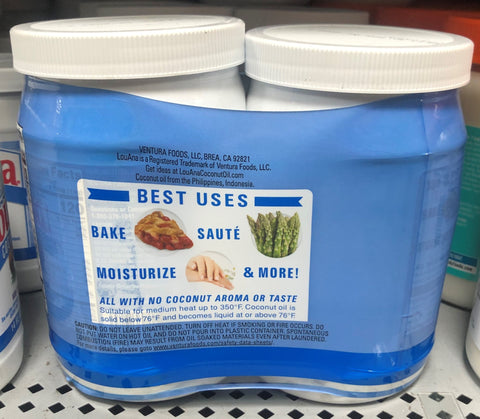 VENTURA FOODS, LLC, BREA, CA 92821
LouAna is a Registered Trademark of Ventura Foods, LLC.
Get ideas at LouAnaCoconutOil.com
Coconut oil from the Philippines, Indonesia.
BEST USES
BAKE
SAUTÉ
MOISTURIZE
& MORE!
ALL WITH NO COCONUT AROMA OR TASTE
Suitable for medium heat up to 350°F. Coconut oil is
solid below 76°F and becomes liquid at or above 76°F.
CAUTION: DO NOT LEAVE UNATTENDED. TURN OFF HEAT IF SMOKING OR FIRE OCCURS. DO
NOT PUT WATER ON HOT OIL AND DO NOT POUR INTO PLASTIC CONTAINER. SPONTANEOUS
COMBUSTION (FIRE) MAY RESULT FROM OIL SOAKED MATERIALS EVEN AFTER LAUNDERED.
For more details, please goto www.venturafoods.com/safety-data-sheets/